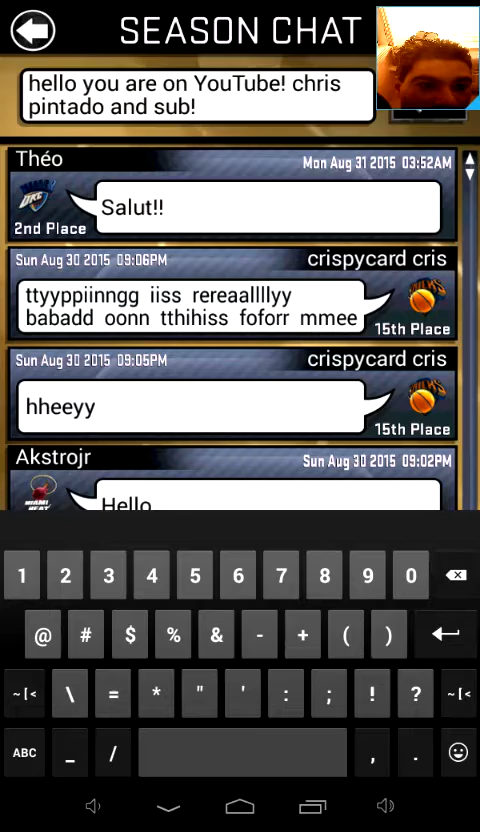 SEASON CHAT
hello you are on YouTube! chris
pintado and sub!
Théo
Mon Aug 31 2015 03:52AM
Salut!!
OKC
2nd Place
Sun Aug 30 2015 09:06PM
crispycard cris
ttyyppiinngg iiss rereaallllyy
babadd oonn tthihiss foforr mmee
15th Place
Sun Aug 30 2015 09:05PM
crispycard cris
hheeyy
15th Place
Akstrojr
Sun Aug 30 2015 09:02PM
MIAMI
HEAT
Hello
1 2 3 4 5 6 7 8 9 0
@ # $ % & - + ( )
~ [ < \ = * " ' : ; ! ? ~ [ <
ABC _ / , .